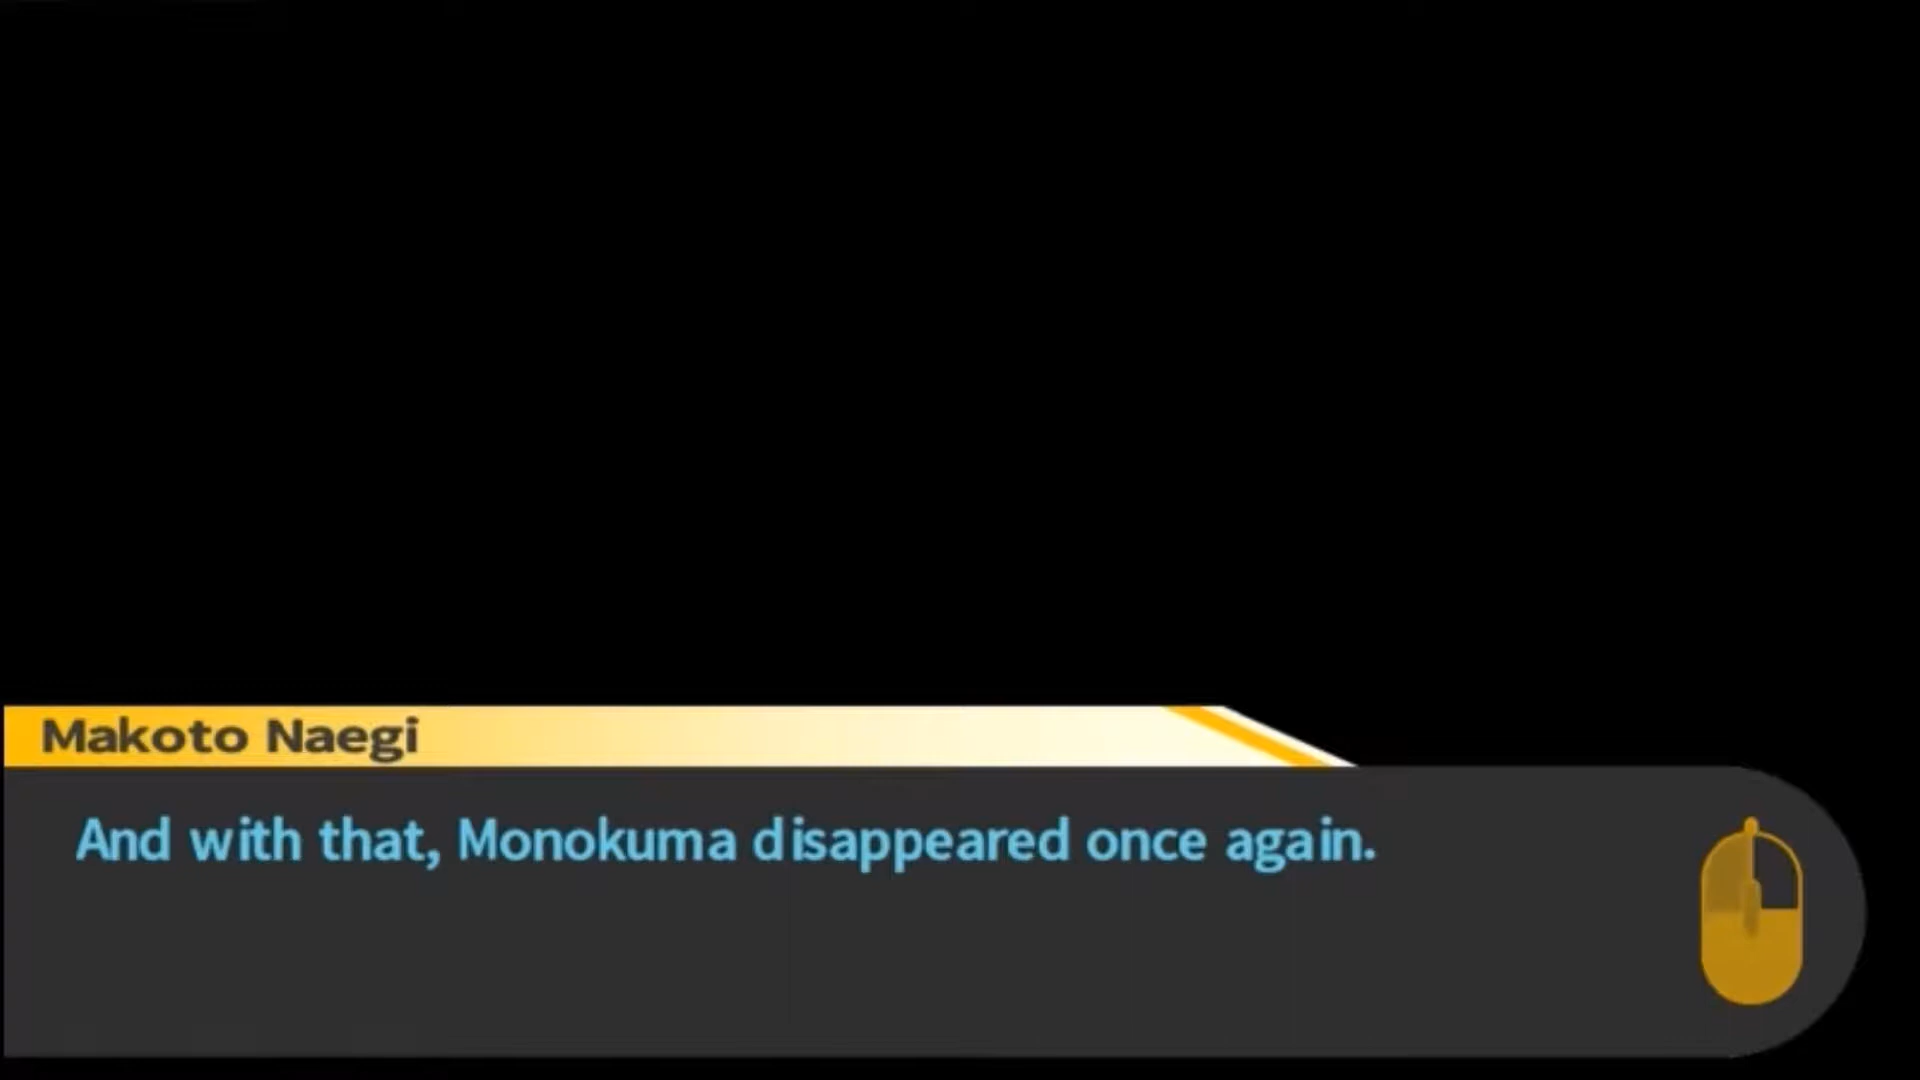 Makoto Naegi
And with that, Monokuma disappeared once again.